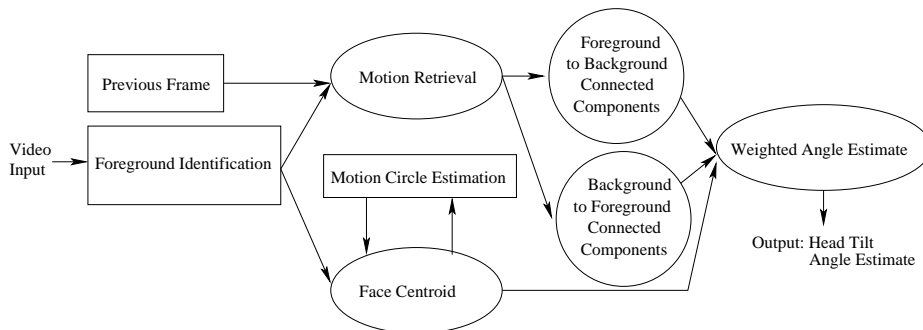 Previous Frame
Video
Input
Foreground Identification
Motion Retrieval
Motion Circle Estimation
Face Centroid
Foreground
to Background
Connected
Components
Background
to Foreground
Connected
Components
Weighted Angle Estimate
Output: Head Tilt
Angle Estimate